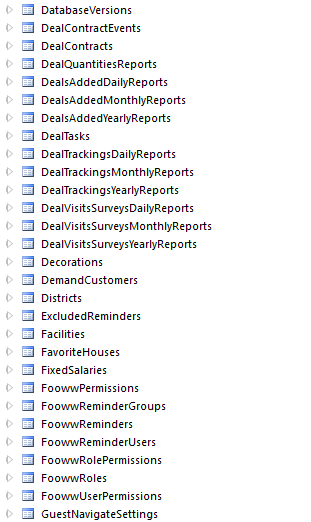 DatabaseVersions
DealContractEvents
DealContracts
DealQuantitiesReports
DealsAddedDailyReports
DealsAddedMonthlyReports
DealsAddedYearlyReports
DealTasks
DealTrackingsDailyReports
DealTrackingsMonthlyReports
DealTrackingsYearlyReports
DealVisitsSurveysDailyReports
DealVisitsSurveysMonthlyReports
DealVisitsSurveysYearlyReports
Decorations
DemandCustomers
Districts
ExcludedReminders
Facilities
FavoriteHouses
FixedSalaries
FoowwPermissions
FoowwReminderGroups
FoowwReminders
FoowwReminderUsers
FoowwRolePermissions
FoowwRoles
FoowwUserPermissions
GuestNavigateSettings